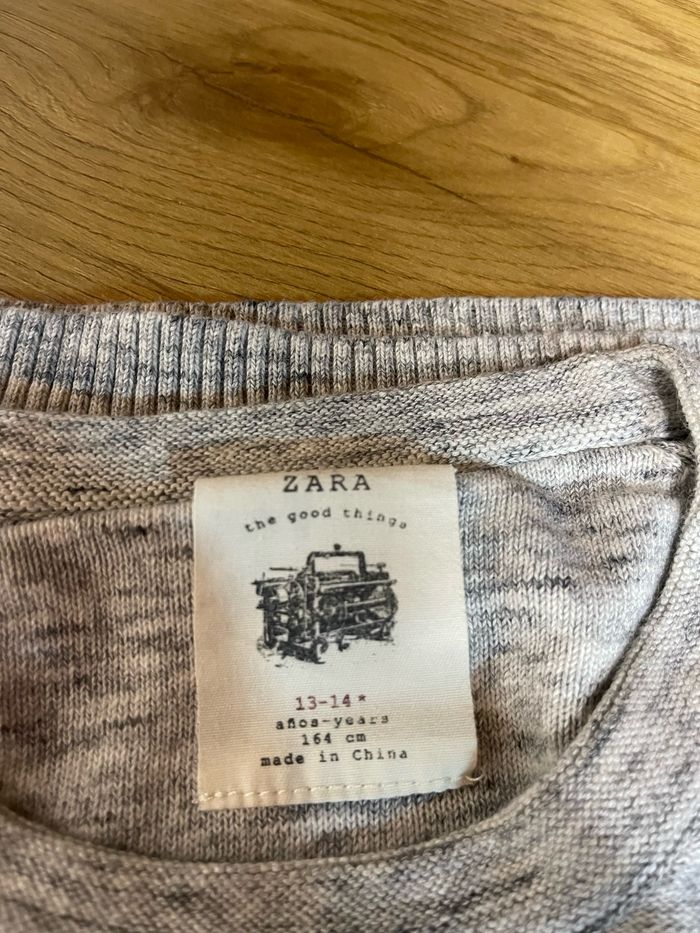 ZARA
the good things
13-14*
años-years
164 cm
made in China